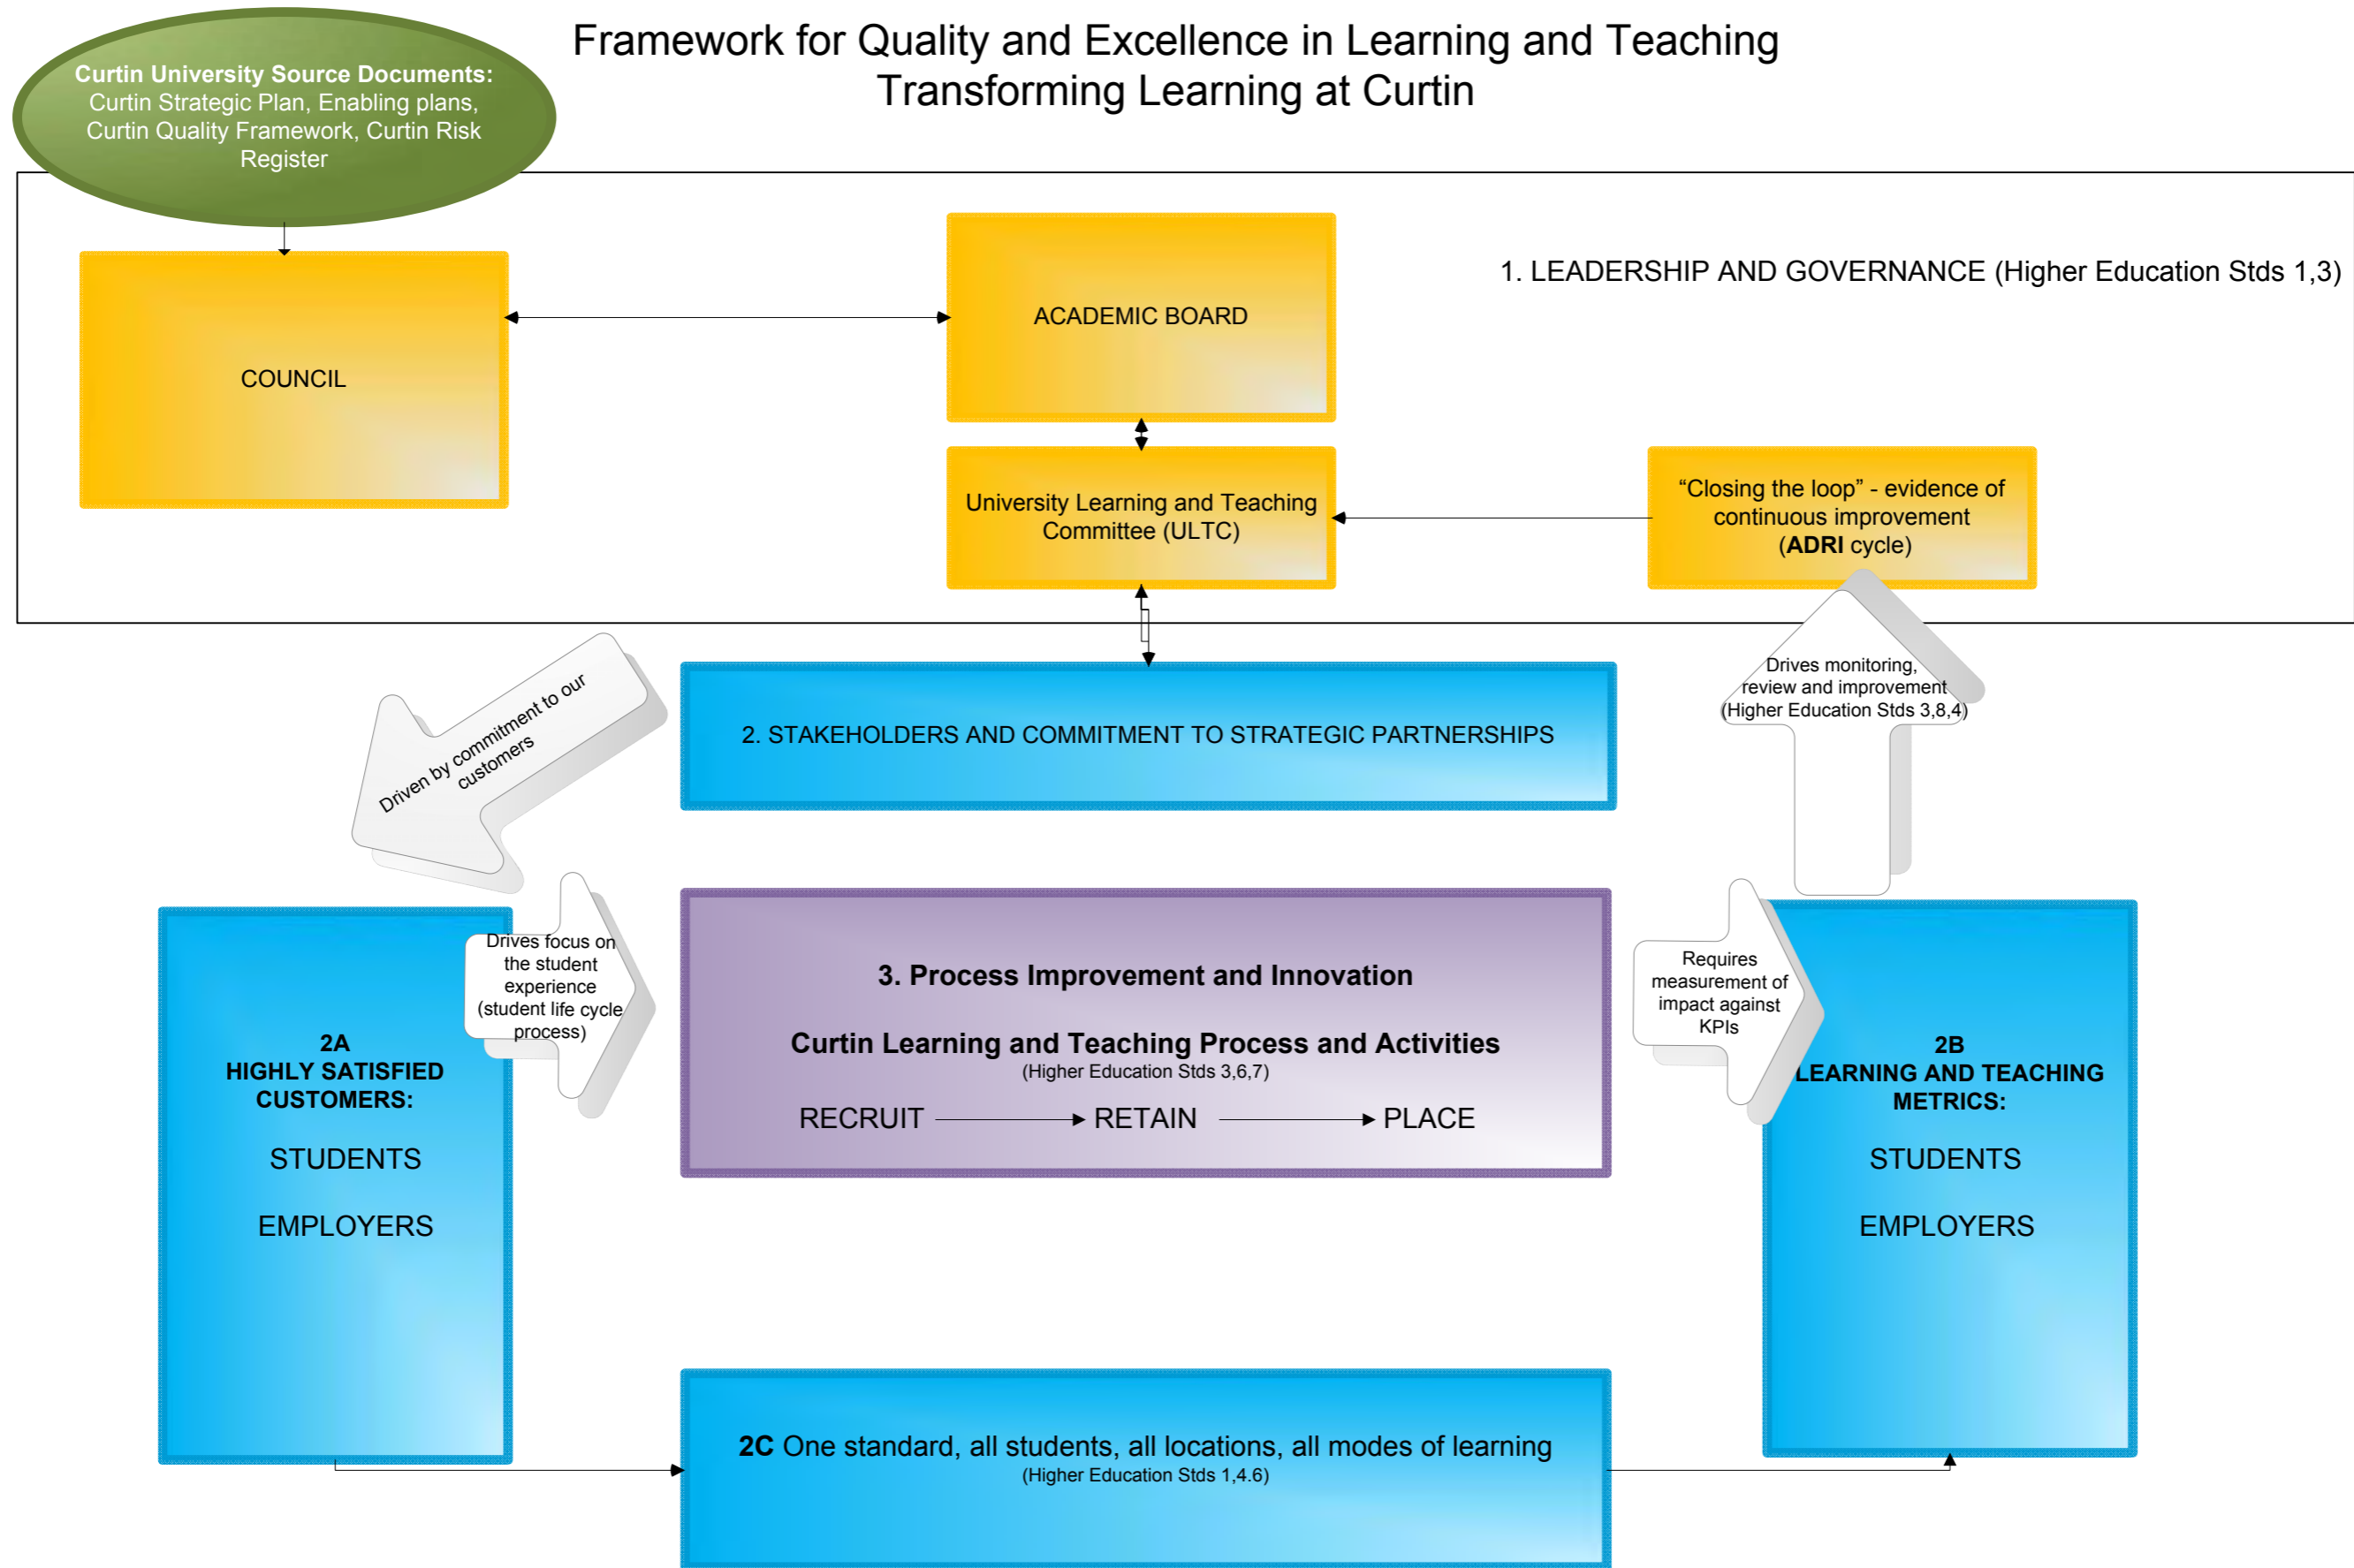 Framework for Quality and Excellence in Learning and Teaching
Transforming Learning at Curtin
Curtin University Source Documents:
Curtin Strategic Plan, Enabling plans,
Curtin Quality Framework, Curtin Risk
Register
1. LEADERSHIP AND GOVERNANCE (Higher Education Stds 1,3)
COUNCIL
ACADEMIC BOARD
University Learning and Teaching
Committee (ULTC)
“Closing the loop” - evidence of
continuous improvement
(ADRI cycle)
Driven by commitment to our
customers
2. STAKEHOLDERS AND COMMITMENT TO STRATEGIC PARTNERSHIPS
Drives monitoring,
review and improvement
(Higher Education Stds 3,8,4)
2A
HIGHLY SATISFIED
CUSTOMERS:
STUDENTS
EMPLOYERS
Drives focus on
the student
experience
(student life cycle
process)
3. Process Improvement and Innovation
Curtin Learning and Teaching Process and Activities
(Higher Education Stds 3,6,7)
RECRUIT RETAIN PLACE
Requires
measurement of
impact against
KPIs
2B
LEARNING AND TEACHING
METRICS:
STUDENTS
EMPLOYERS
2C One standard, all students, all locations, all modes of learning
(Higher Education Stds 1,4.6)